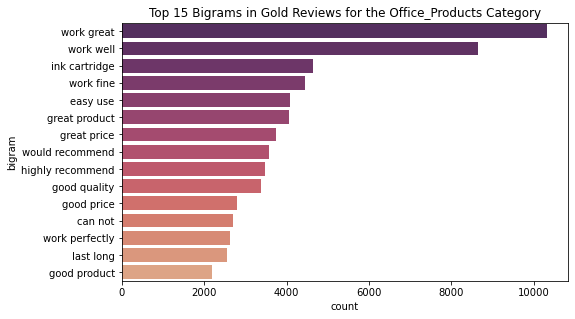 Top 15 Bigrams in Gold Reviews for the Office_Products Category
work great
work well
ink cartridge
work fine
easy use
great product
great price
would recommend
highly recommend
good quality
good price
can not
work perfectly
last long
good product
bigram
0 2000 4000 6000 8000 10000
count